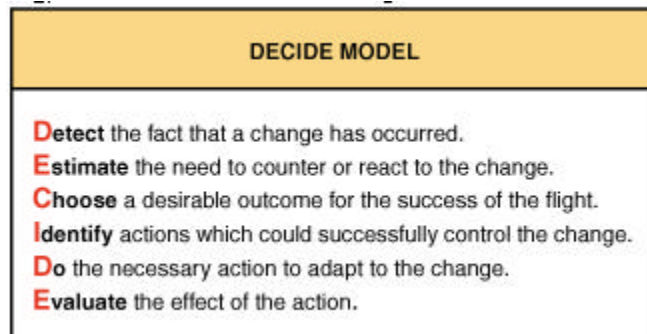 DECIDE MODEL
Detect the fact that a change has occurred.
Estimate the need to counter or react to the change.
Choose a desirable outcome for the success of the flight.
Identify actions which could successfully control the change.
Do the necessary action to adapt to the change.
Evaluate the effect of the action.